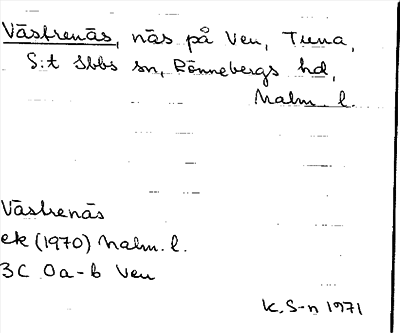 Västrenäs, näs på Ven, Tuna,
S:t Ibbs sn, Rönnebergs hd,
Malm. l.
Västrenäs
ek (1970) Malm. l.
3C 0a-b Ven
K. S-n 1971